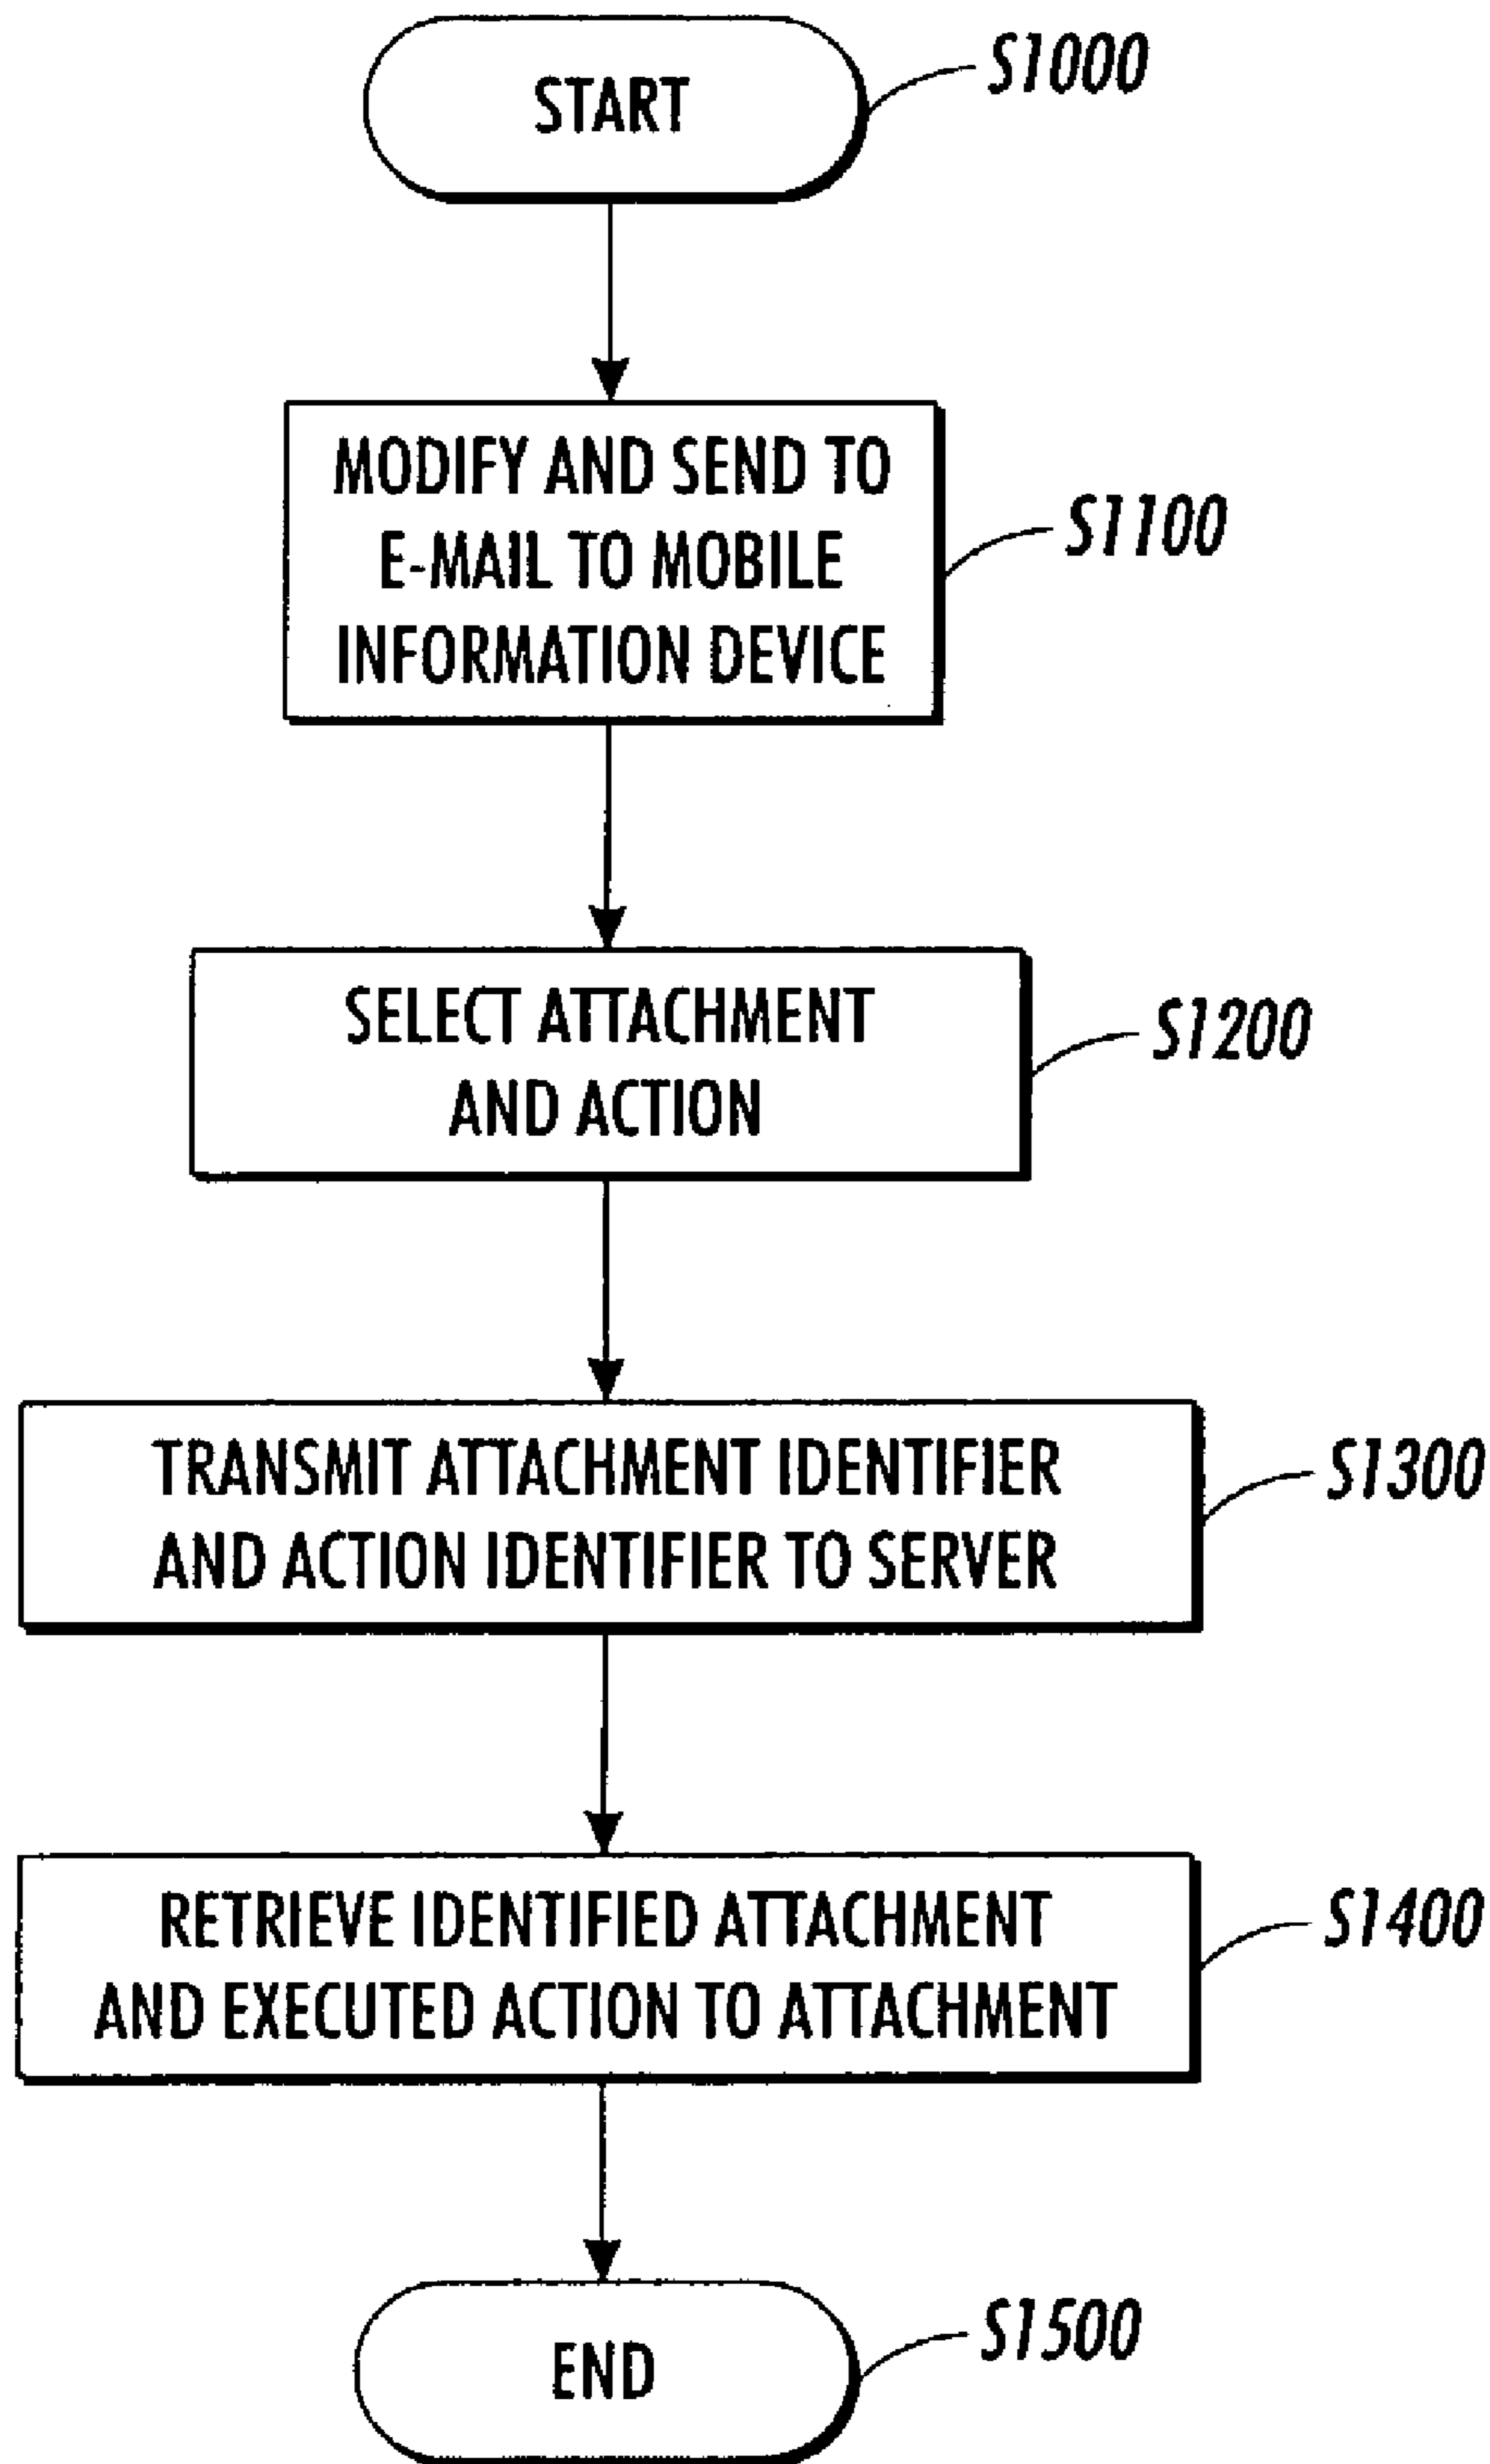 START
S1000
MODIFY AND SEND TO
E-MAIL TO MOBILE
INFORMATION DEVICE
S1100
SELECT ATTACHMENT
AND ACTION
S1200
TRANSMIT ATTACHMENT IDENTIFIER
AND ACTION IDENTIFIER TO SERVER
S1300
RETRIEVE IDENTIFIED ATTACHMENT
AND EXECUTED ACTION TO ATTACHMENT
S1400
END
S1500